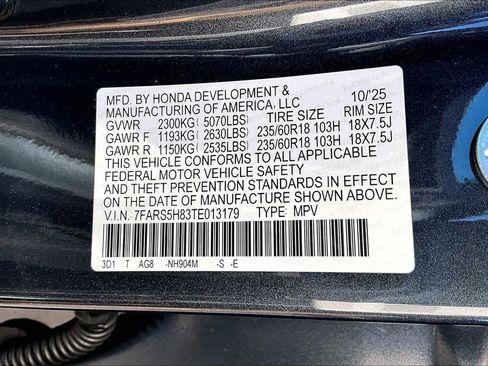 MFD. BY HONDA DEVELOPMENT & 10/'25
MANUFACTURING OF AMERICA, LLC
GVWR 2300KG( 5070LBS) TIRE SIZE RIM SIZE
GAWR F 1193KG( 2630LBS) 235/60R18 103H 18X7.5J
GAWR R 1150KG( 2535LBS) 235/60R18 103H 18X7.5J
THIS VEHICLE CONFORMS TO ALL APPLICABLE
FEDERAL MOTOR VEHICLE SAFETY
AND THEFT PREVENTION STANDARDS IN EFFECT
ON THE DATE OF MANUFACTURE SHOWN ABOVE.
V.I.N. 7FARS5H83TE013179 TYPE: MPV
3D1 T AG8 -NH904M -S -E